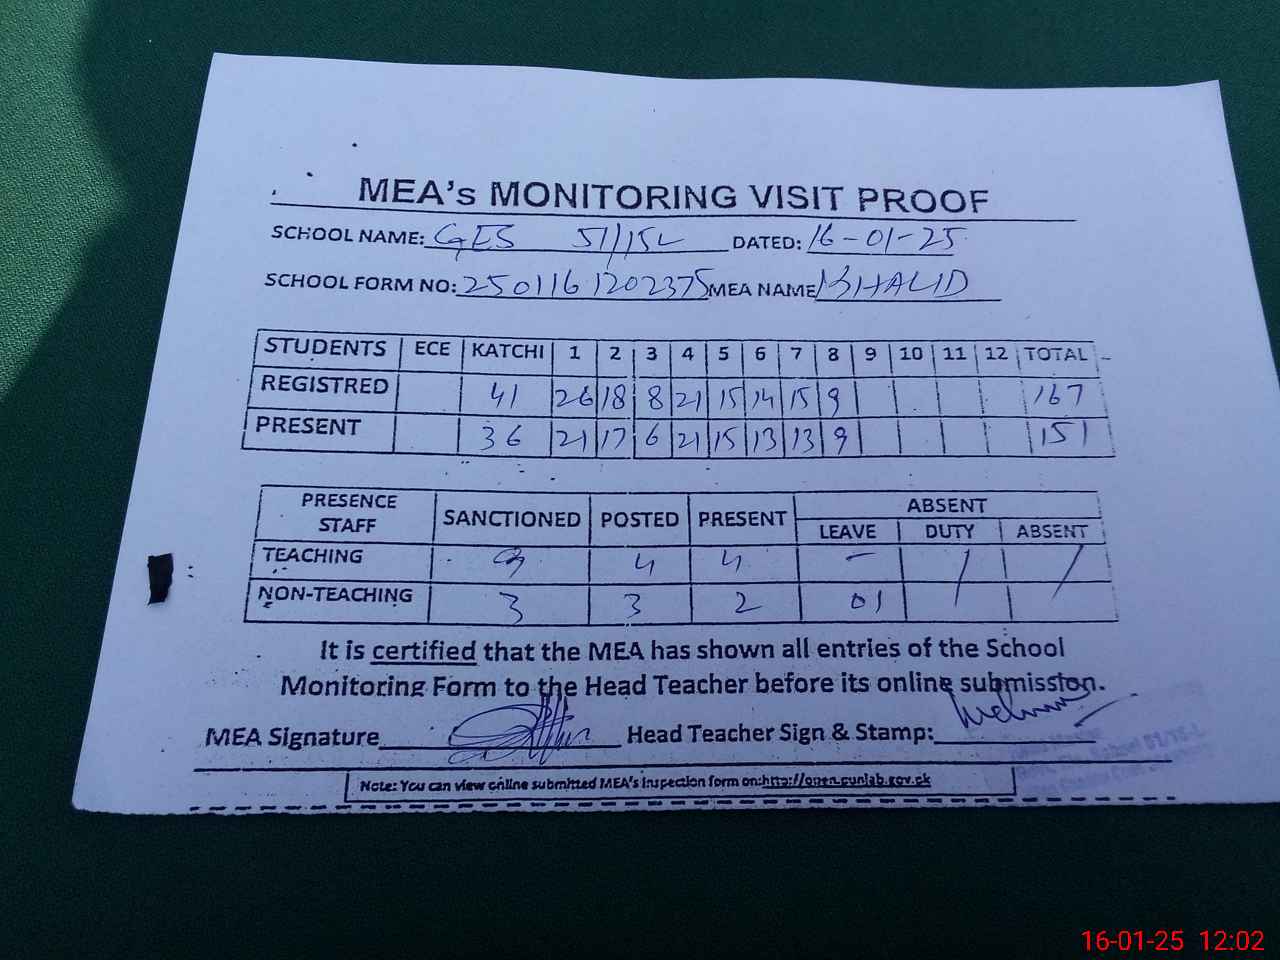 MEA's MONITORING VISIT PROOF
SCHOOL NAME: GES 51/15L DATED: 16-01-25
SCHOOL FORM NO: 2501161202375 MEA NAME KHALID
STUDENTS ECE KATCHI 1 2 3 4 5 6 7 8 9 10 11 12 TOTAL
REGISTRED 41 26 18 8 21 15 14 15 9 167
PRESENT 36 21 17 6 21 15 13 13 9 151
PRESENCE STAFF SANCTIONED POSTED PRESENT ABSENT
LEAVE DUTY ABSENT
TEACHING 9 4 4 - / /
NON-TEACHING 3 3 2 01
It is certified that the MEA has shown all entries of the School
Monitoring Form to the Head Teacher before its online submission.
MEA Signature Head Teacher Sign & Stamp:
Note: You can view online submitted MEA's inspection form on:http://open.punjab.gov.pk
16-01-25 12:02